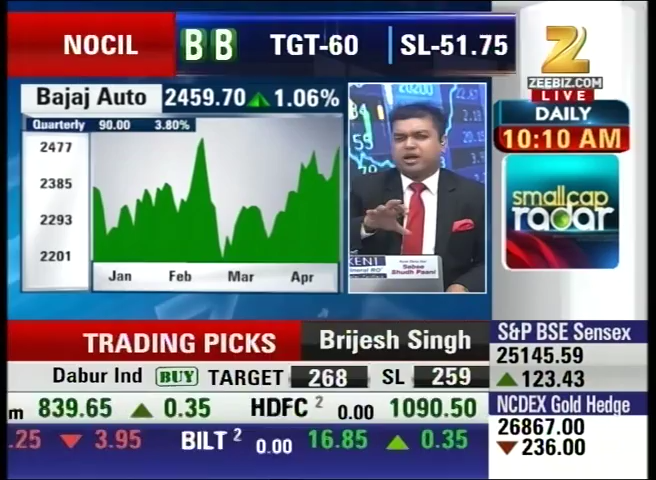 NOCIL BB TGT-60 SL-51.75
ZEEBIZ.COM
LIVE
Bajaj Auto 2459.70 1.06%
Quarterly 90.00 3.80%
2477
2385
2293
2201
Jan Feb Mar Apr
20200
Kent
Sabse
Shudh Paani
DAILY
10:10 AM
smallcap
radar
TRADING PICKS Brijesh Singh
Dabur Ind BUY TARGET 268 SL 259
m 839.65 0.35 HDFC 2 0.00 1090.50
.25 3.95 BILT 2 0.00 16.85 0.35
S&P BSE Sensex
25145.59
123.43
NCDEX Gold Hedge
26867.00
236.00